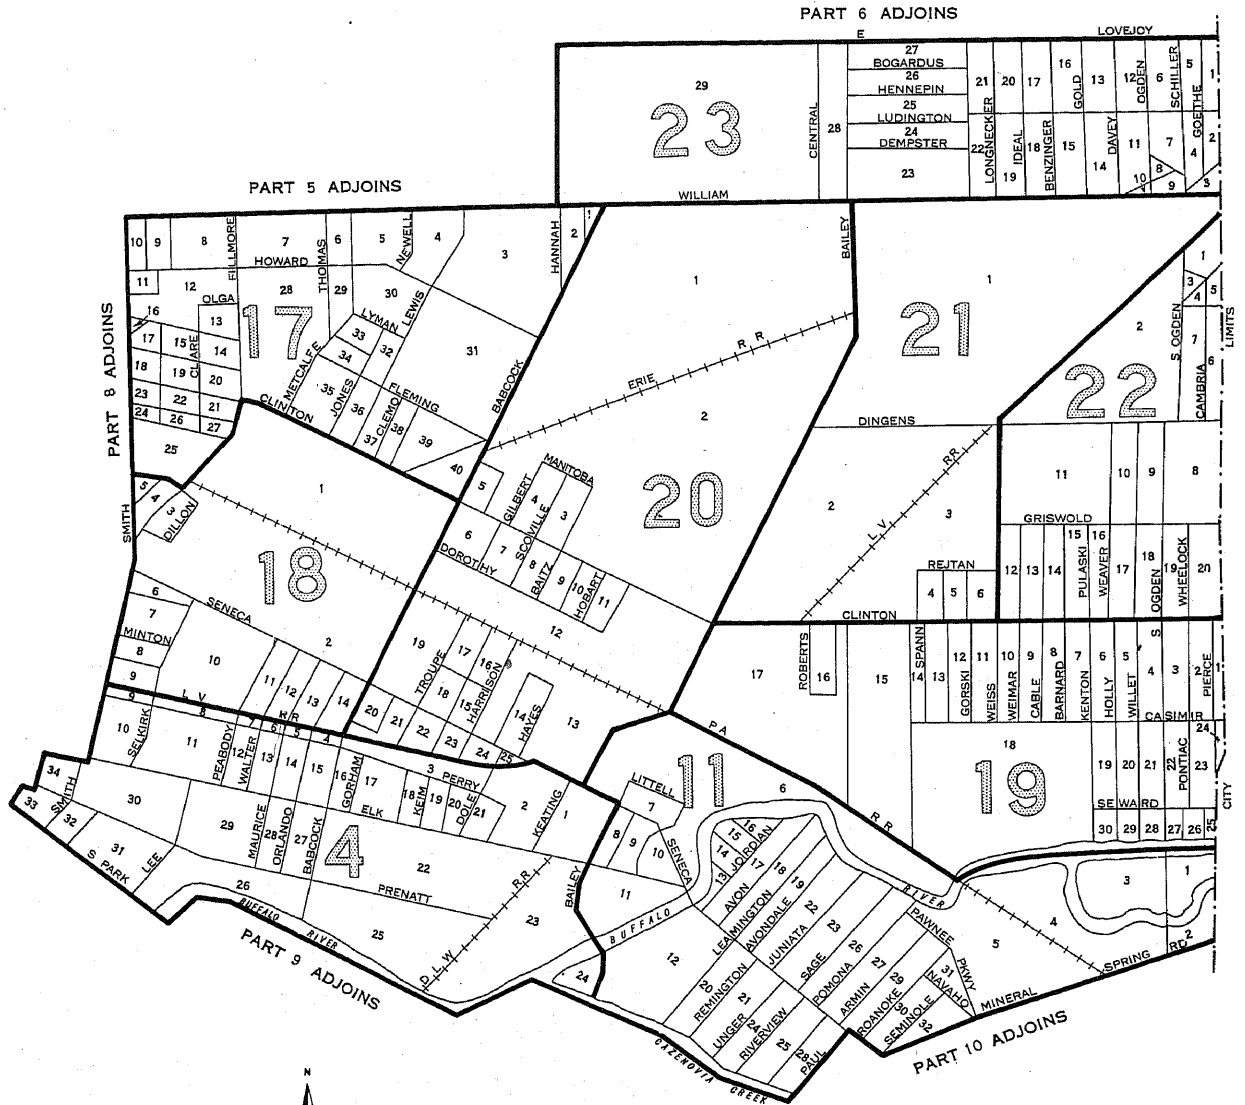 PART 6 ADJOINS
E LOVEJOY
27
BOGARDUS
26
HENNEPIN
25
LUDINGTON
24
DEMPSTER
23
29
23
CENTRAL
28
21 20 17 16 13 12 6 5 1
LONGNECKER
IDEAL
BENZINGER
GOLD
DAVEY
OGDEN
SCHILLER
GOETHE
22 19 18 15 14 11 10 7 8 9 4 2 3
WILLIAM
PART 5 ADJOINS
10 9 8 7 6 5 4 3 2 1
FILLMORE
HOWARD
THOMAS
NEWELL
HANNAH
BAILEY
11 12 28 29 30 31
OLGA
16 13
17 15 14
CLARE
18 19 20
23 22 21
24 26 27
25
17
LYMAN
LEWIS
33 32 34
METCALFE
35 36 37 38 39 40
JONES
CLEMO
FLEMING
CLINTON
BABCOCK
PART 8 ADJOINS
1
ERIE RR
2
20
5
MANITOBA
GILBERT
4
SCOVILLE
3
6 7 8 9 10 11
DOROTHY
BAITZ
HOBART
12
1
21
DINGENS
2
L V RR
3
REJTAN
4 5 6
CLINTON
1
2
3 4 5
S OGDEN
7
CAMBRIA
6
22
LIMITS
11 10 9 8
GRISWOLD
12 13 14 15 16 17 18 19 20
PULASKI
WEAVER
S OGDEN
WHEELOCK
SMITH
5 4 3
DILLON
1
18
6
7
MINTON
8
9
SENECA
10
2
11 12 13 14
L V RR
19
TROUPE
17 16
18 15
HARRISON
14
HAYES
13
20 21 22 23 24 25
17
ROBERTS
16
15
SPANN
14 13 12 11 10 9 8 7 6 5 4 3 2 1
GORSKI
WEISS
WEIMAR
CABLE
BARNARD
KENTON
HOLLY
WILLET
CASIMIR
PIERCE
PA RR
18
19
19 20 21 22 23 24
PONTIAC
SEWARD
30 29 28 27 26 25
CITY
9 8 7 6 5 4 3
10
SELKIRK
11
PEABODY
12
WALTER
13 14 15 16
GORHAM
17 18
KEIM
19 20
DOLE
21
PERRY
ELK
2
KEATING
1
34
33
SMITH
32
31
S PARK
LEE
30
29
MAURICE
28
ORLANDO
27
BABCOCK
4
22
PRENATT
26
25
23
BUFFALO RIVER
D L W RR
BAILEY
24
PART 9 ADJOINS
11
LITTELL
7
8 9 10
SENECA
11
6
BUFFALO RIVER
12
16
15
JORDIAN
14
13
17
AVON
18
LEAMINGTON
19
AVONDALE
22
JUNIATA
23
SAGE
26
POMONA
27
ARMIN
29
ROANOKE
30
SEMINOLE
32
31
NAVAHO
PAWNEE PKWY
20
REMINGTON
21
UNGER
24
RIVERVIEW
25
28
PAUL
5
4
3
1
2
MINERAL SPRING RD
CAZENOVIA CREEK
PART 10 ADJOINS
N